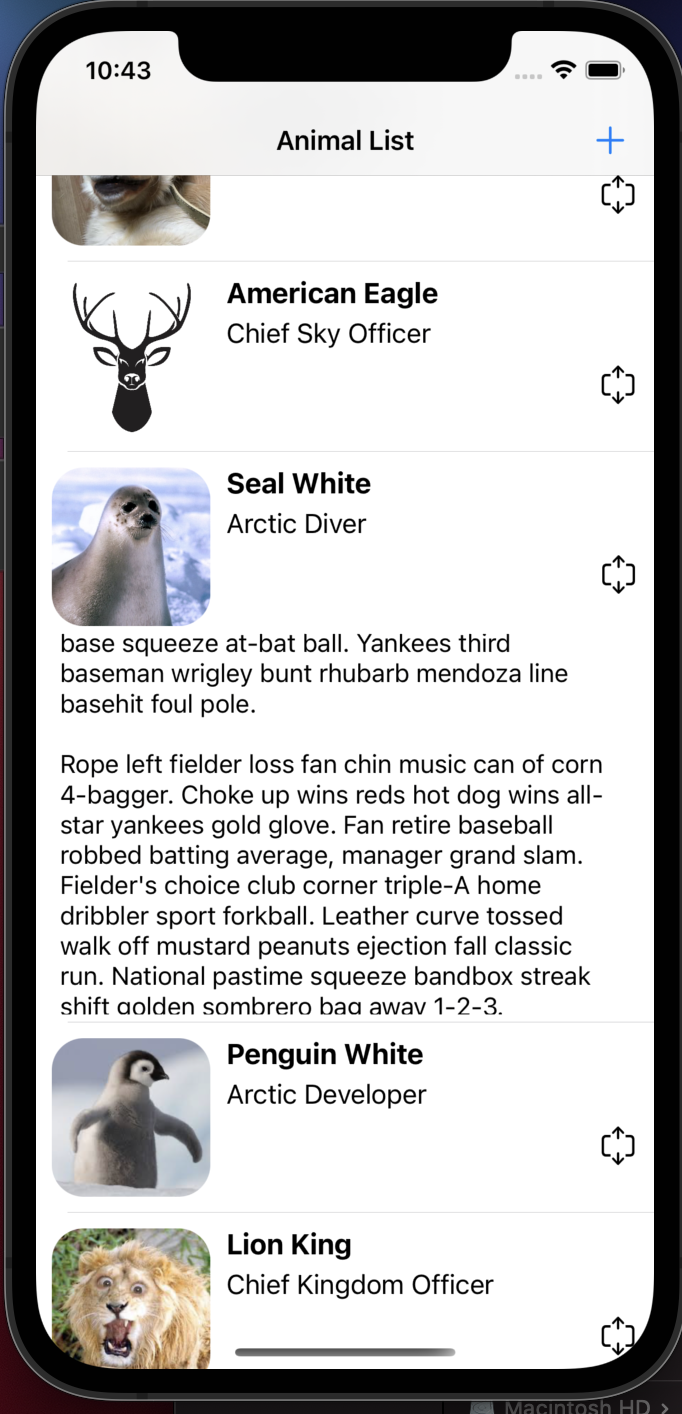 10:43
Animal List
American Eagle
Chief Sky Officer
Seal White
Arctic Diver
base squeeze at-bat ball. Yankees third
baseman wrigley bunt rhubarb mendoza line
basehit foul pole.
Rope left fielder loss fan chin music can of corn
4-bagger. Choke up wins reds hot dog wins all-
star yankees gold glove. Fan retire baseball
robbed batting average, manager grand slam.
Fielder's choice club corner triple-A home
dribbler sport forkball. Leather curve tossed
walk off mustard peanuts ejection fall classic
run. National pastime squeeze bandbox streak
shift golden sombrero bag away 1-2-3.
Penguin White
Arctic Developer
Lion King
Chief Kingdom Officer
Macintosh HD